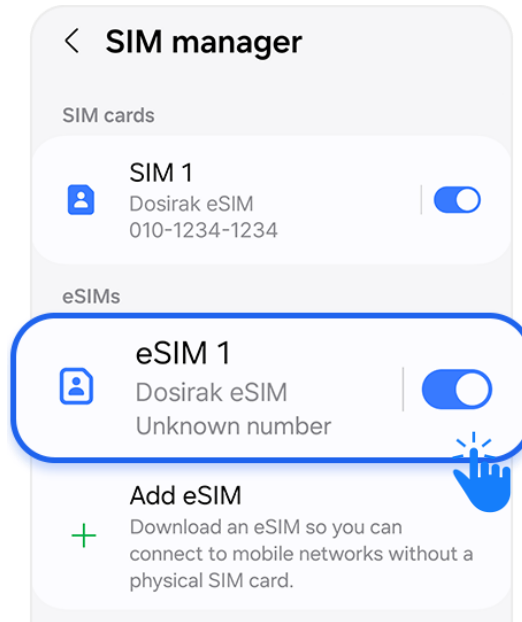 SIM manager
SIM cards
SIM 1
Dosirak eSIM
010-1234-1234
eSIMs
eSIM 1
Dosirak eSIM
Unknown number
Add eSIM
Download an eSIM so you can
connect to mobile networks without a
physical SIM card.